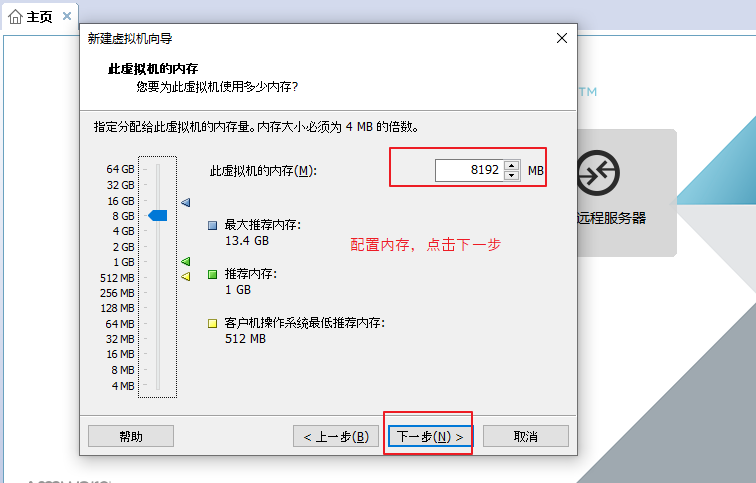 主页
新建虚拟机向导
此虚拟机的内存
您要为此虚拟机使用多少内存?
TM
指定分配给此虚拟机的内存量。内存大小必须为 4 MB 的倍数。
64 GB
32 GB
16 GB
8 GB
4 GB
2 GB
1 GB
512 MB
256 MB
128 MB
64 MB
32 MB
16 MB
8 MB
4 MB
此虚拟机的内存(M):
8192 MB
最大推荐内存:
13.4 GB
配置内存，点击下一步
推荐内存:
1 GB
客户机操作系统最低推荐内存:
512 MB
远程服务器
帮助
< 上一步(B)
下一步(N) >
取消